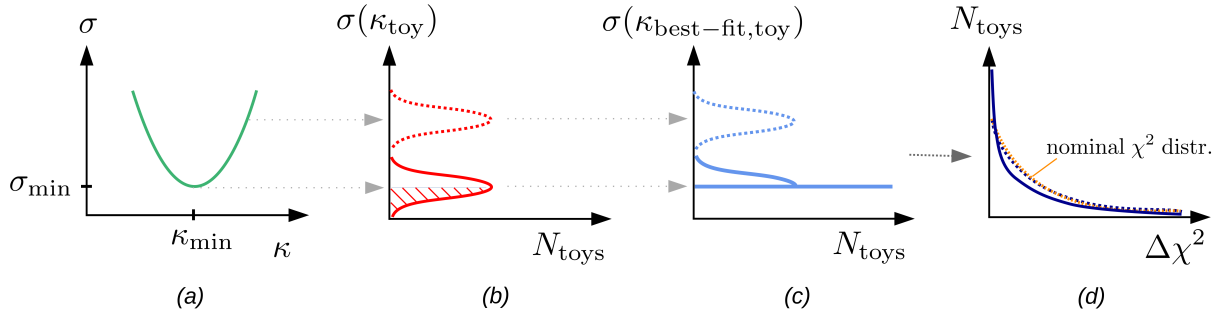 σ
σ_min
κ_min
κ
(a)
σ(κ_toy)
N_toys
(b)
σ(κ_best−fit,toy)
N_toys
(c)
N_toys
nominal χ² distr.
Δχ²
(d)